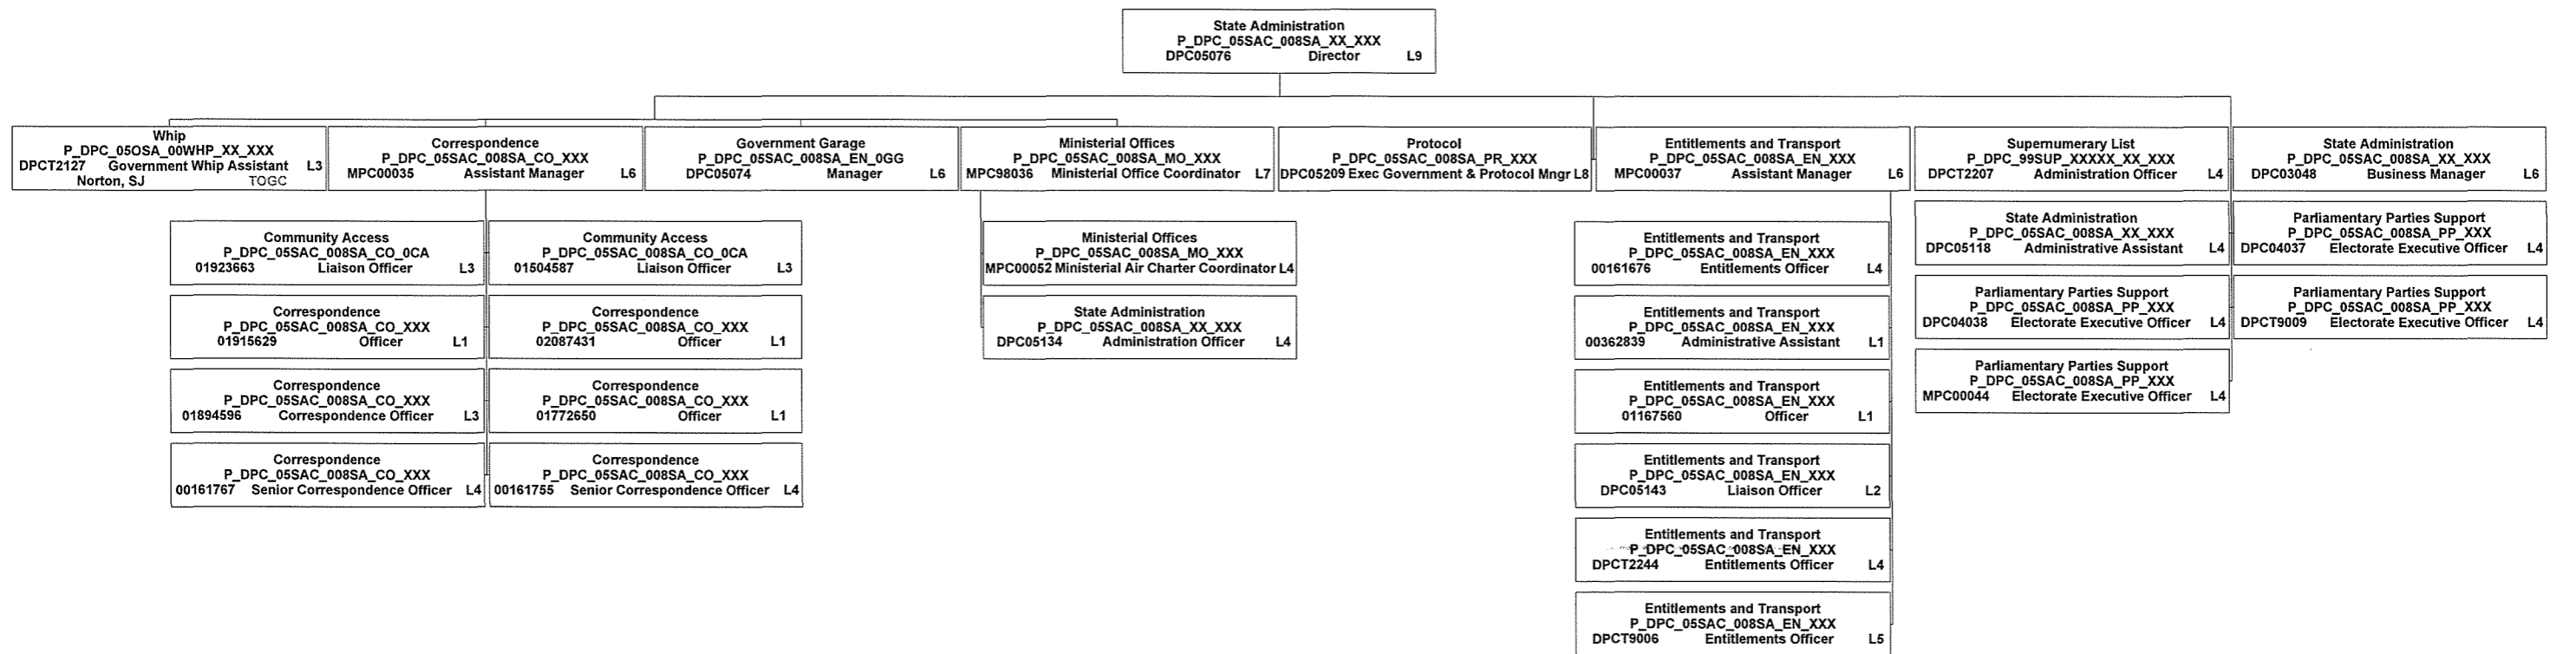 State Administration
P_DPC_05SAC_008SA_XX_XXX
DPC05076 Director L9
Whip
P_DPC_05OSA_00WHP_XX_XXX
DPCT2127 Government Whip Assistant L3
Norton, SJ TOGC
Correspondence
P_DPC_05SAC_008SA_CO_XXX
MPC00035 Assistant Manager L6
Government Garage
P_DPC_05SAC_008SA_EN_0GG
DPC05074 Manager L6
Ministerial Offices
P_DPC_05SAC_008SA_MO_XXX
MPC98036 Ministerial Office Coordinator L7
Protocol
P_DPC_05SAC_008SA_PR_XXX
DPC05209 Exec Government & Protocol Mngr L8
Entitlements and Transport
P_DPC_05SAC_008SA_EN_XXX
MPC00037 Assistant Manager L6
Supernumerary List
P_DPC_99SUP_XXXXX_XX_XXX
DPCT2207 Administration Officer L4
State Administration
P_DPC_05SAC_008SA_XX_XXX
DPC03048 Business Manager L6
Community Access
P_DPC_05SAC_008SA_CO_0CA
01923663 Liaison Officer L3
Community Access
P_DPC_05SAC_008SA_CO_0CA
01504587 Liaison Officer L3
Correspondence
P_DPC_05SAC_008SA_CO_XXX
01915629 Officer L1
Correspondence
P_DPC_05SAC_008SA_CO_XXX
02087431 Officer L1
Correspondence
P_DPC_05SAC_008SA_CO_XXX
01894596 Correspondence Officer L3
Correspondence
P_DPC_05SAC_008SA_CO_XXX
01772650 Officer L1
Correspondence
P_DPC_05SAC_008SA_CO_XXX
00161767 Senior Correspondence Officer L4
Correspondence
P_DPC_05SAC_008SA_CO_XXX
00161755 Senior Correspondence Officer L4
Ministerial Offices
P_DPC_05SAC_008SA_MO_XXX
MPC00052 Ministerial Air Charter Coordinator L4
State Administration
P_DPC_05SAC_008SA_XX_XXX
DPC05134 Administration Officer L4
Entitlements and Transport
P_DPC_05SAC_008SA_EN_XXX
00161676 Entitlements Officer L4
Entitlements and Transport
P_DPC_05SAC_008SA_EN_XXX
00362839 Administrative Assistant L1
Entitlements and Transport
P_DPC_05SAC_008SA_EN_XXX
01167560 Officer L1
Entitlements and Transport
P_DPC_05SAC_008SA_EN_XXX
DPC05143 Liaison Officer L2
Entitlements and Transport
P_DPC_05SAC_008SA_EN_XXX
DPCT2244 Entitlements Officer L4
Entitlements and Transport
P_DPC_05SAC_008SA_EN_XXX
DPCT9006 Entitlements Officer L5
State Administration
P_DPC_05SAC_008SA_XX_XXX
DPC05118 Administrative Assistant L4
Parliamentary Parties Support
P_DPC_05SAC_008SA_PP_XXX
DPC04037 Electorate Executive Officer L4
Parliamentary Parties Support
P_DPC_05SAC_008SA_PP_XXX
DPC04038 Electorate Executive Officer L4
Parliamentary Parties Support
P_DPC_05SAC_008SA_PP_XXX
DPCT9009 Electorate Executive Officer L4
Parliamentary Parties Support
P_DPC_05SAC_008SA_PP_XXX
MPC00044 Electorate Executive Officer L4